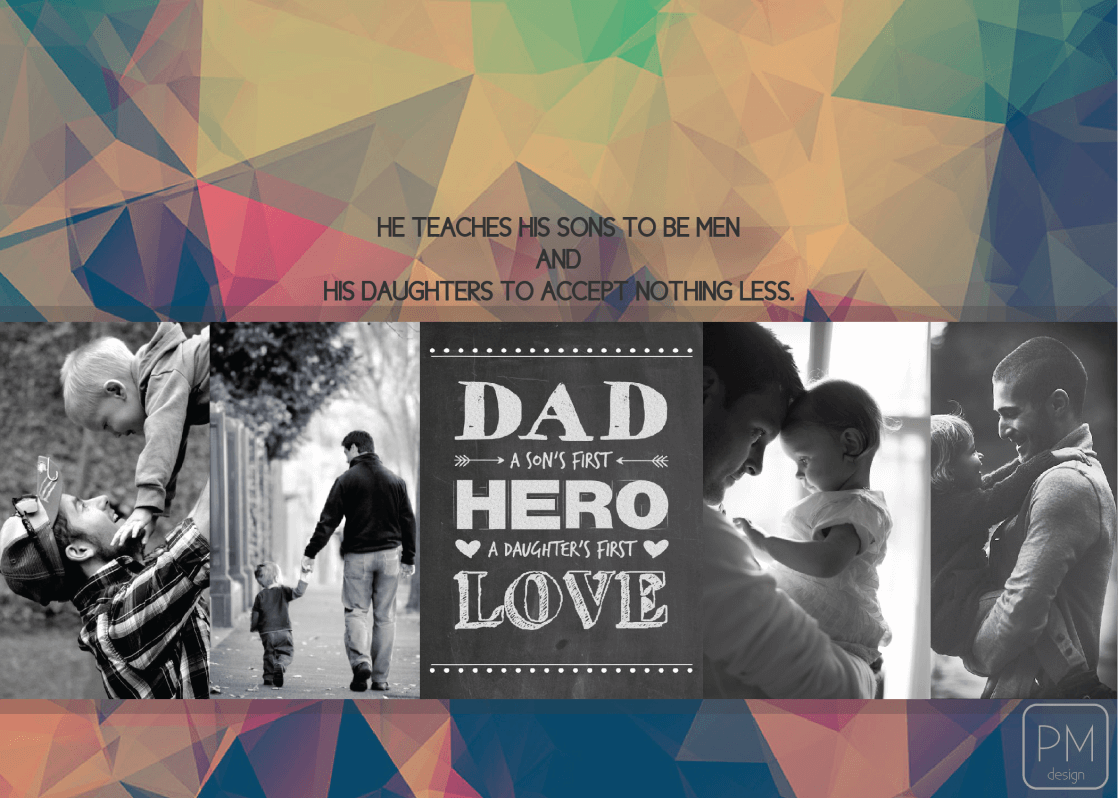 HE TEACHES HIS SONS TO BE MEN
AND
HIS DAUGHTERS TO ACCEPT NOTHING LESS.
DAD
A SON'S FIRST
HERO
A DAUGHTER'S FIRST
LOVE
PM
design